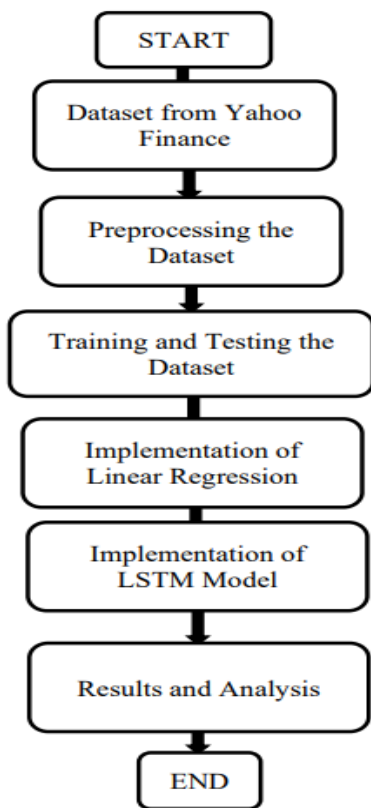 START
Dataset from Yahoo
Finance
Preprocessing the
Dataset
Training and Testing the
Dataset
Implementation of
Linear Regression
Implementation of
LSTM Model
Results and Analysis
END